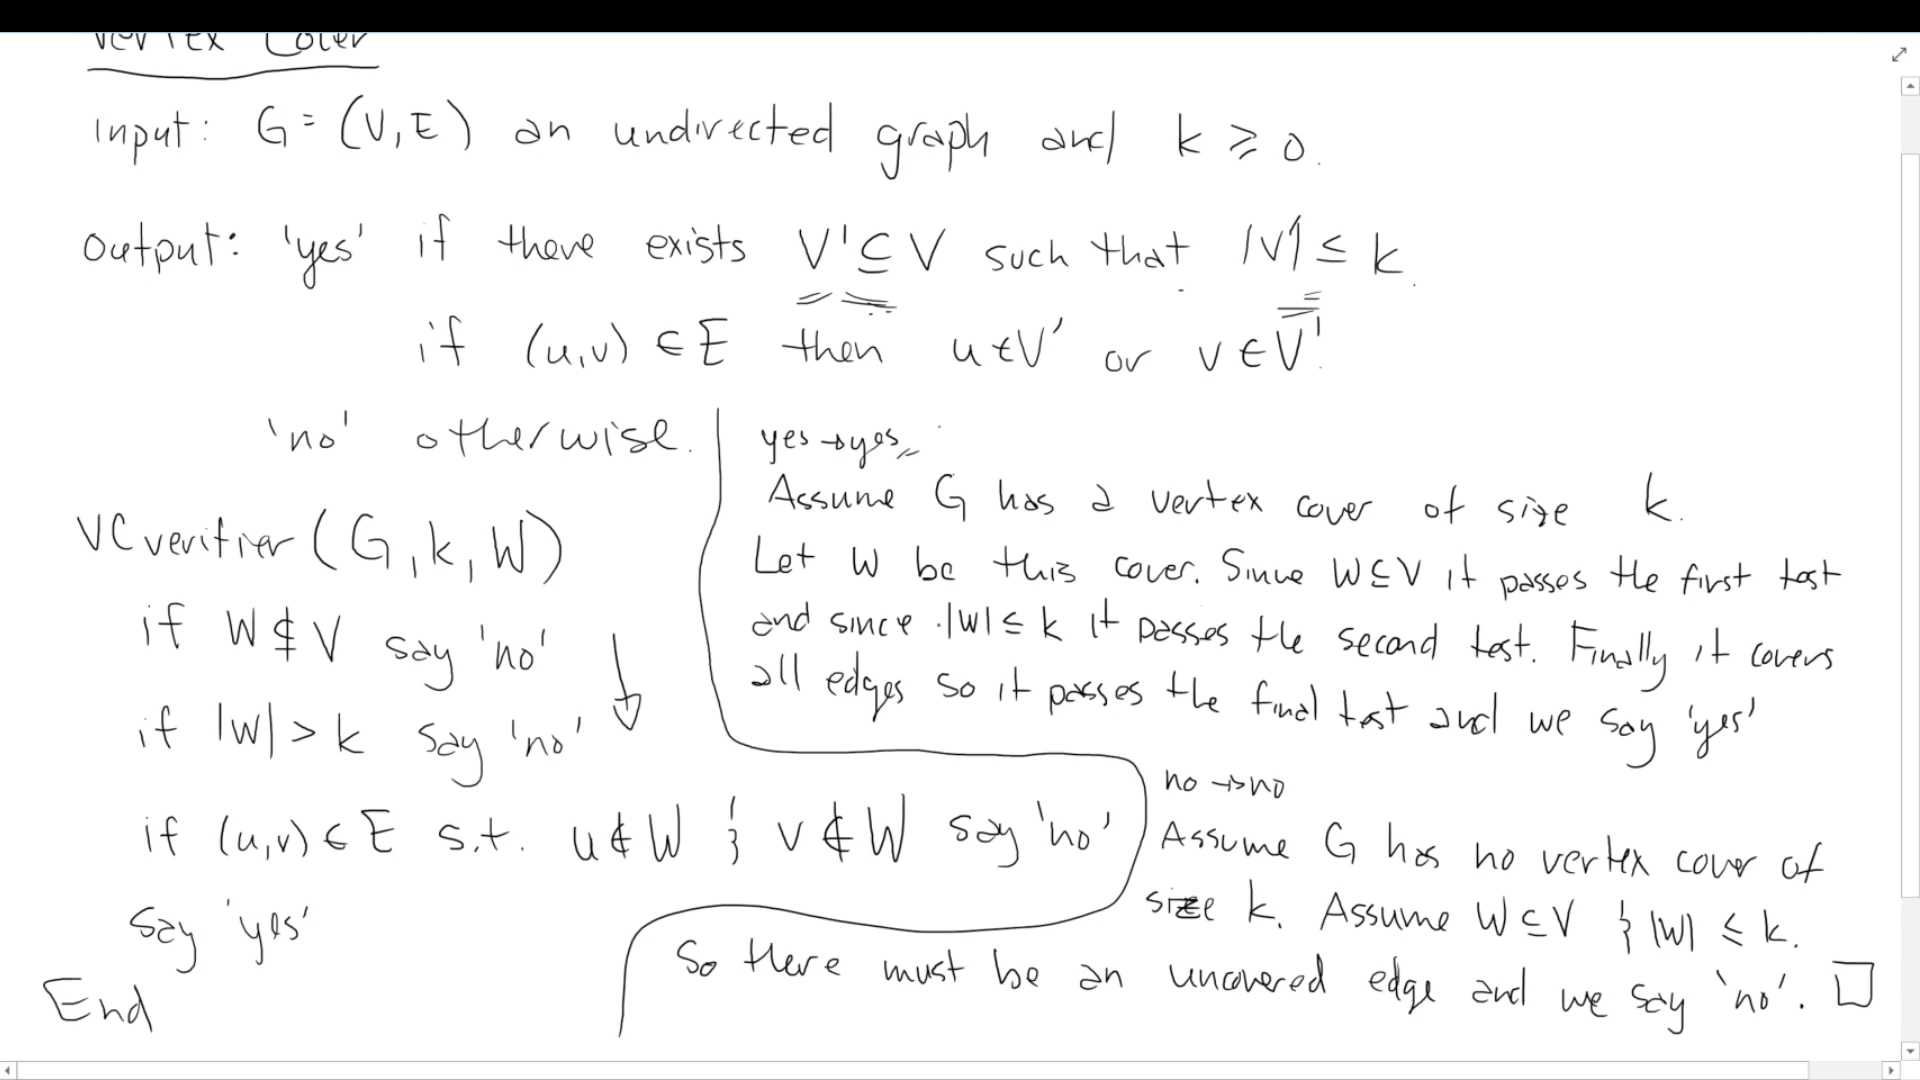 Vertex Cover
Input: G = (V, E) an undirected graph and k ≥ 0.
Output: 'yes' if there exists V' ⊆ V such that |V'| ≤ k.
if (u,v) ∈ E then u ∈ V' or v ∈ V'.
'no' otherwise.
VCverifier (G, k, W)
if W ⊄ V say 'no'
if |W| > k say 'no'
if (u,v) ∈ E s.t. u ∉ W & v ∉ W say 'no'
say 'yes'
End
yes → yes
Assume G has a vertex cover of size k.
Let W be this cover. Since W ⊆ V it passes the first test
and since |W| ≤ k it passes the second test. Finally it covers
all edges so it passes the final test and we say 'yes'
no → no
Assume G has no vertex cover of
size k. Assume W ⊆ V & |W| ≤ k.
So there must be an uncovered edge and we say 'no'. □